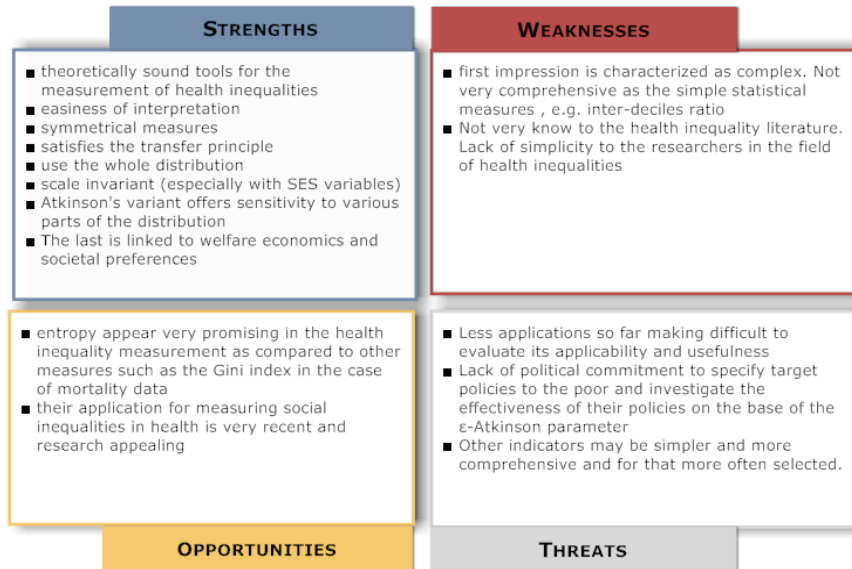 STRENGTHS
■ theoretically sound tools for the
measurement of health inequalities
■ easiness of interpretation
■ symmetrical measures
■ satisfies the transfer principle
■ use the whole distribution
■ scale invariant (especially with SES variables)
■ Atkinson's variant offers sensitivity to various
parts of the distribution
■ The last is linked to welfare economics and
societal preferences
WEAKNESSES
■ first impression is characterized as complex. Not
very comprehensive as the simple statistical
measures , e.g. inter-deciles ratio
■ Not very know to the health inequality literature.
Lack of simplicity to the researchers in the field
of health inequalities
■ entropy appear very promising in the health
inequality measurement as compared to other
measures such as the Gini index in the case
of mortality data
■ their application for measuring social
inequalities in health is very recent and
research appealing
OPPORTUNITIES
■ Less applications so far making difficult to
evaluate its applicability and usefulness
■ Lack of political commitment to specify target
policies to the poor and investigate the
effectiveness of their policies on the base of the
ε-Atkinson parameter
■ Other indicators may be simpler and more
comprehensive and for that more often selected.
THREATS